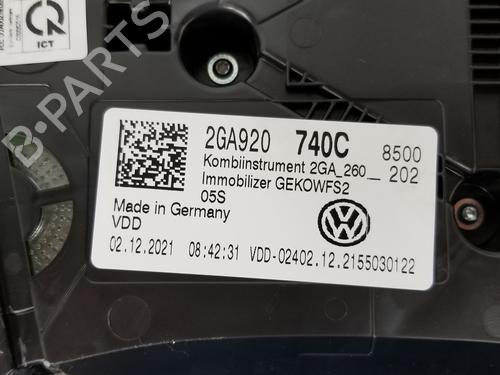 ICT
2GA920 740C 8500
Kombiinstrument 2GA_260__ 202
Immobilizer GEKOWFS2
05S
Made in Germany
VDD
02.12.2021 08:42:31 VDD-02402.12.2155030122
B-PARTS